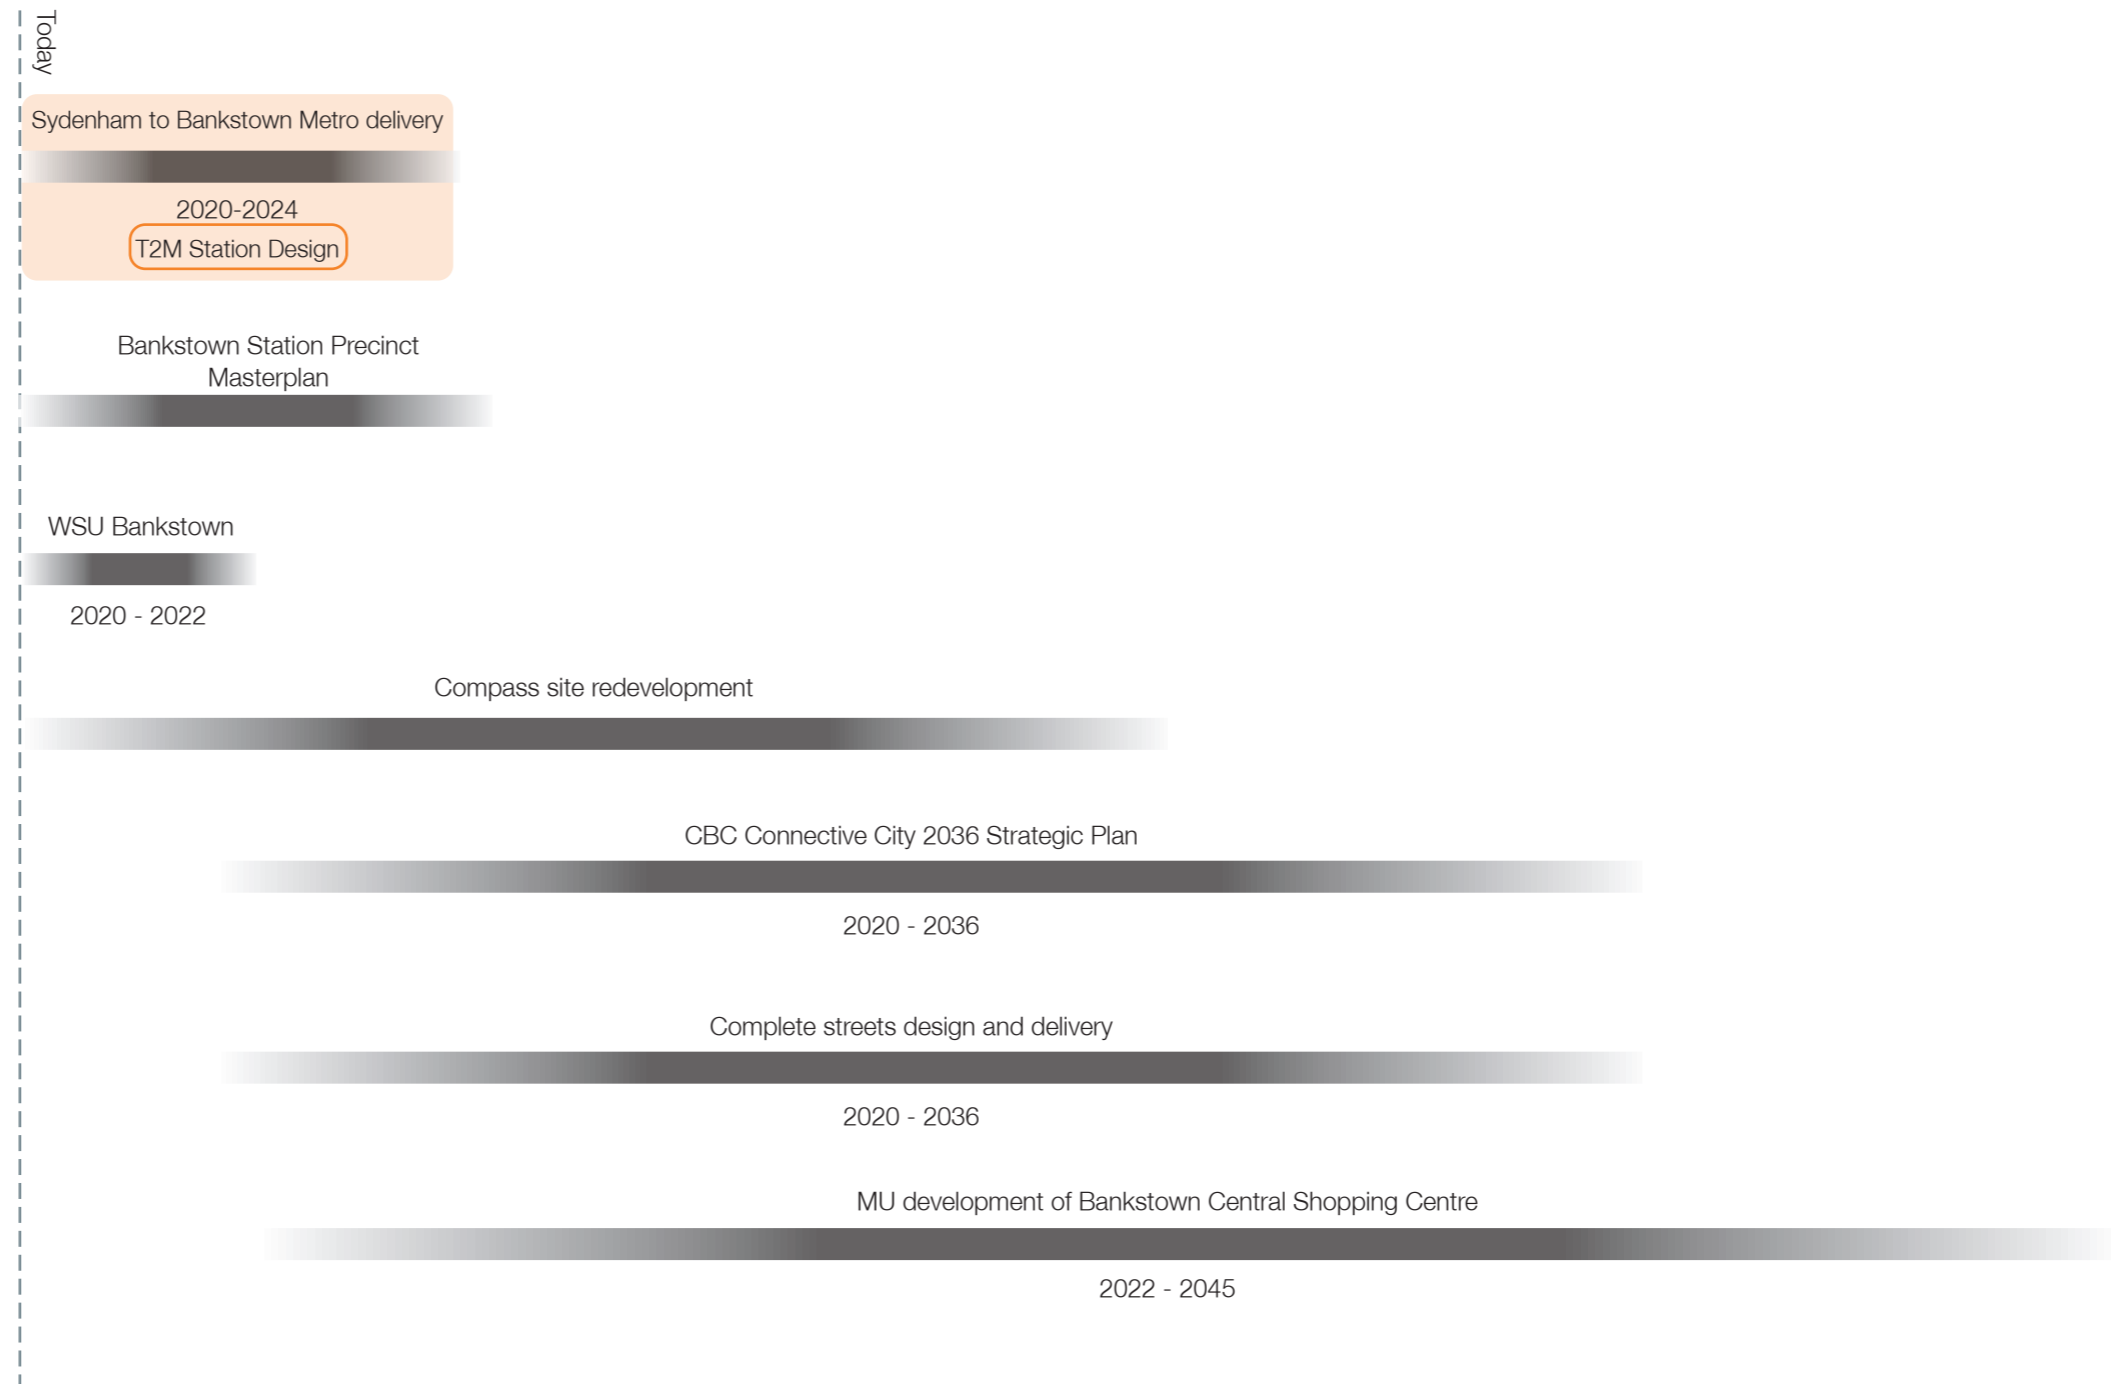 Today
Sydenham to Bankstown Metro delivery
2020-2024
T2M Station Design
Bankstown Station Precinct
Masterplan
WSU Bankstown
2020 - 2022
Compass site redevelopment
CBC Connective City 2036 Strategic Plan
2020 - 2036
Complete streets design and delivery
2020 - 2036
MU development of Bankstown Central Shopping Centre
2022 - 2045